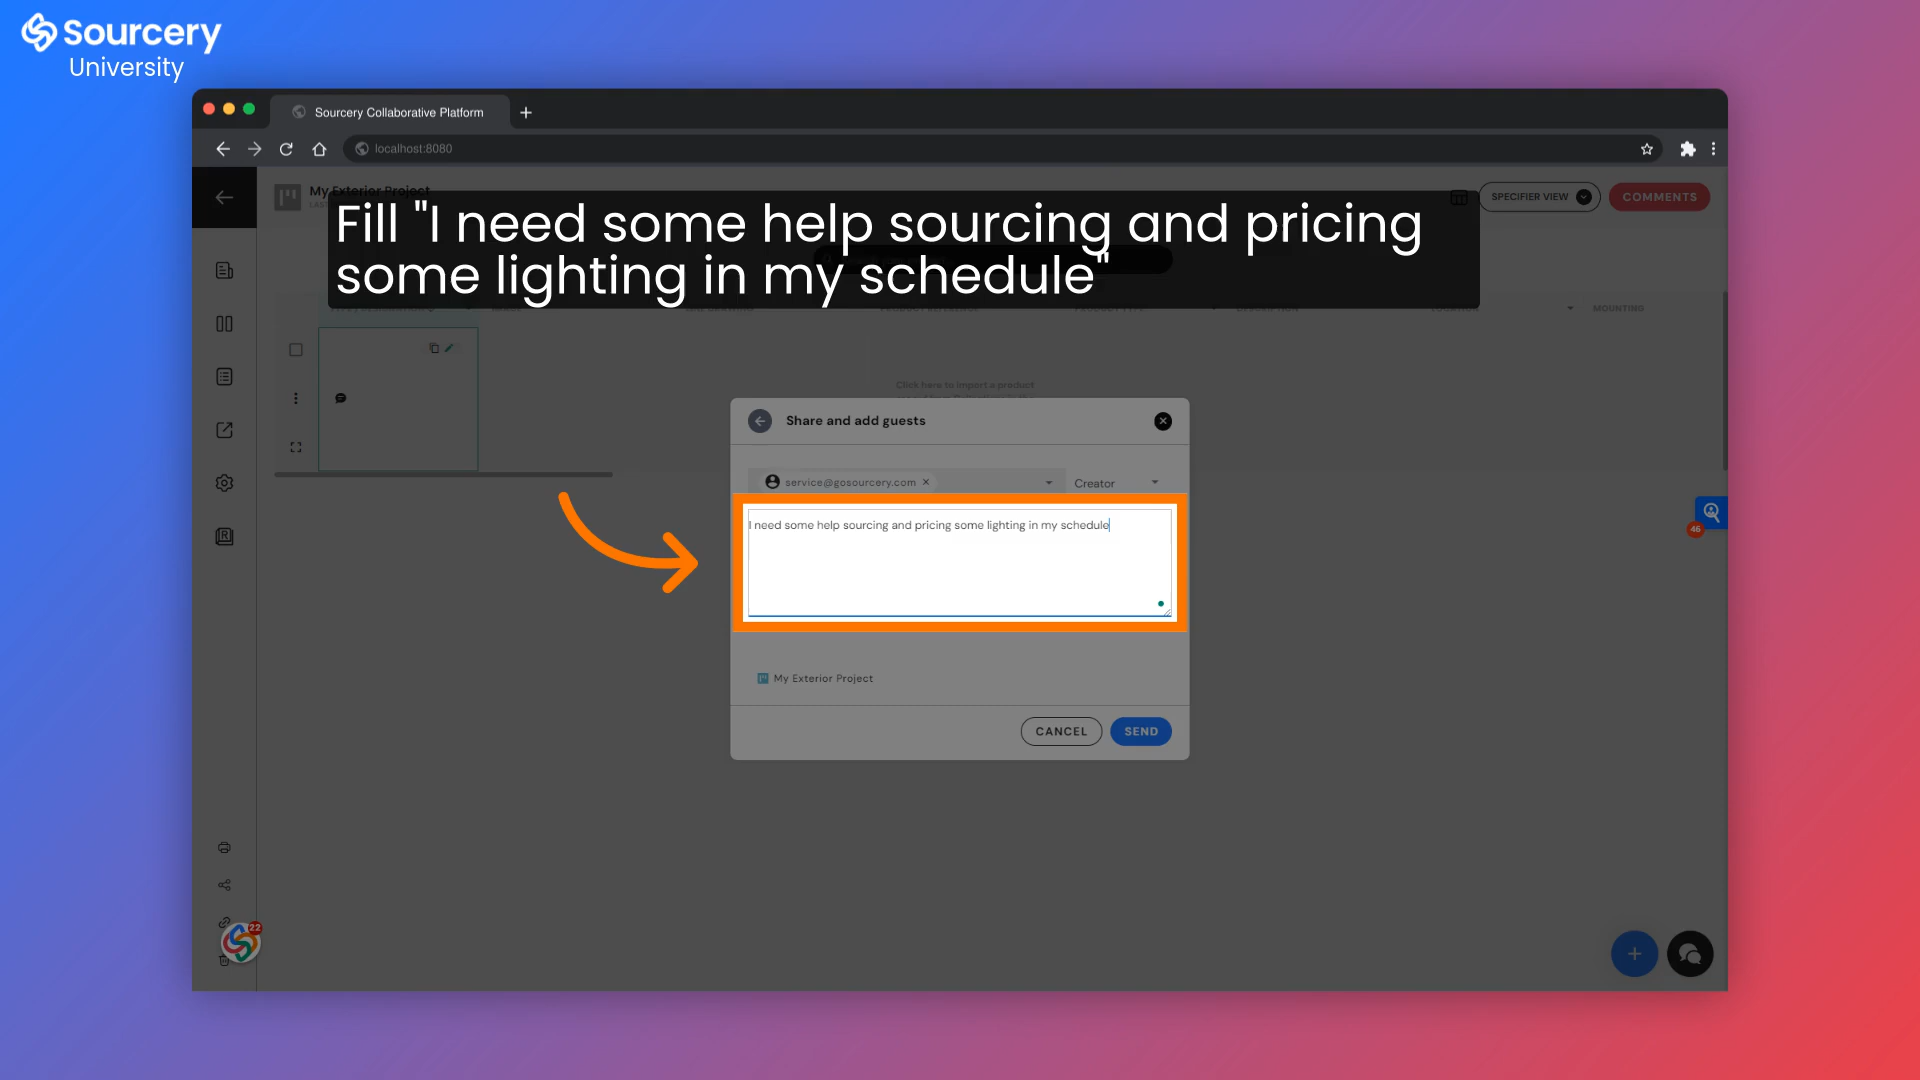 Sourcery
University
Sourcery Collaborative Platform
localhost:8080
My Exterior Project
SPECIFIER VIEW
COMMENTS
Fill "I need some help sourcing and pricing
some lighting in my schedule"
LOCATION
MOUNTING
Click here to import a product
Share and add guests
service@gosourcery.com
Creator
I need some help sourcing and pricing some lighting in my schedule
46
My Exterior Project
CANCEL
SEND
22